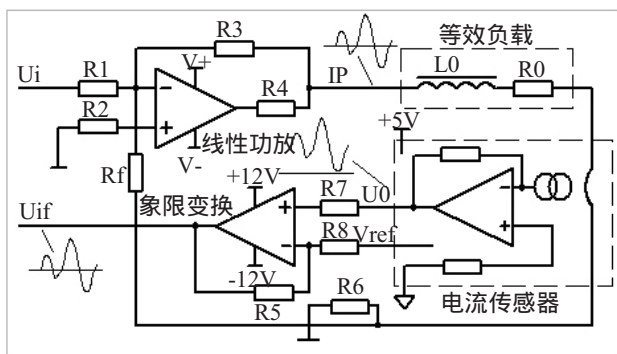 等效负载
R3
Ui
R1
V+
IP
L0
R0
R4
R2
+5V
线性功放
V-
Rf
+12V
R7
U0
象限变换
Uif
R8
Vref
-12V
R5
R6
电流传感器